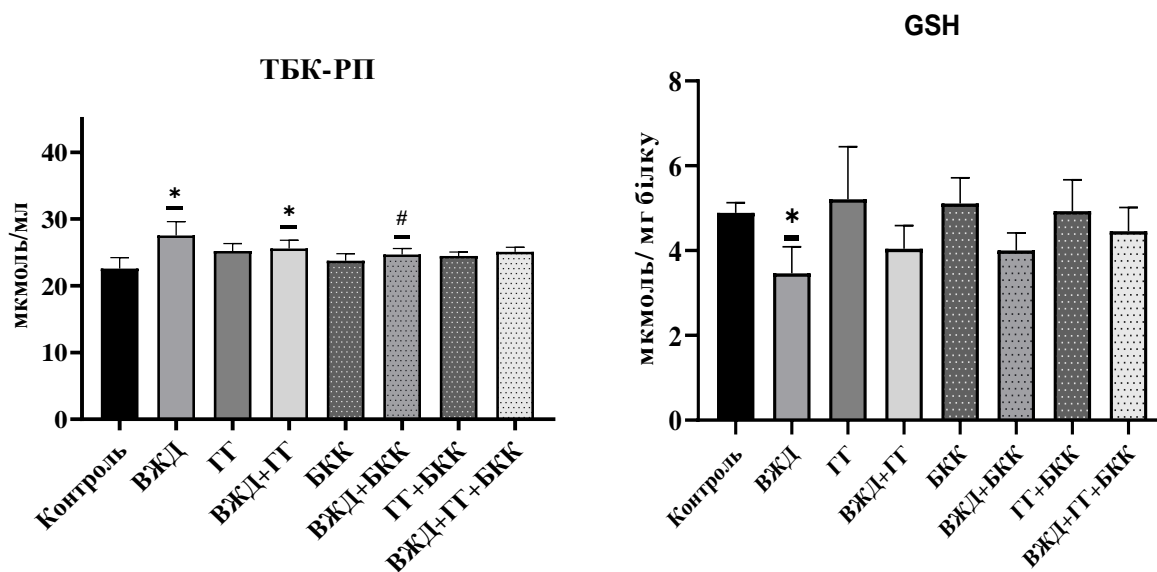 ТБК-РП
мкмоль/мл
40
30
20
10
0
*
*
#
Контроль
ВЖД
ГГ
ВЖД+ГГ
БКК
ВЖД+БКК
ГГ+БКК
ВЖД+ГГ+БКК
GSH
мкмоль/ мг білку
8
6
4
2
0
*
Контроль
ВЖД
ГГ
ВЖД+ГГ
БКК
ВЖД+БКК
ГГ+БКК
ВЖД+ГГ+БКК